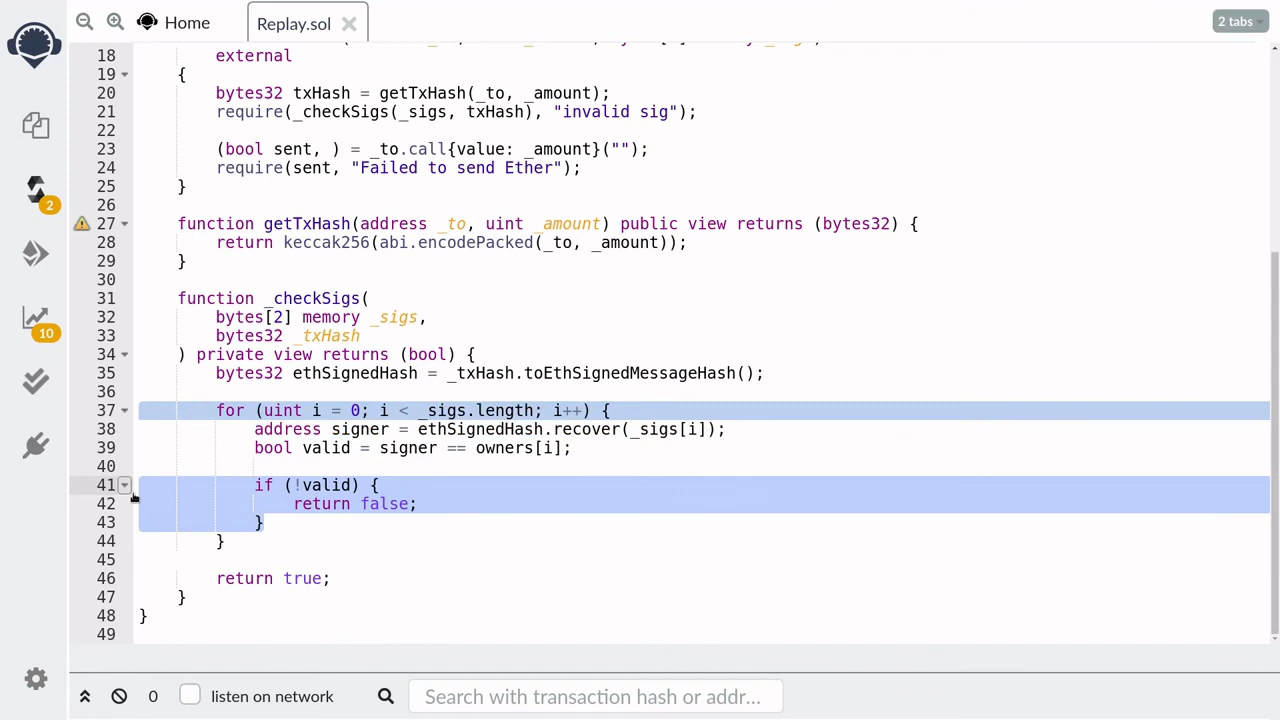 Home
Replay.sol
2 tabs
18 external
19 {
20 bytes32 txHash = getTxHash(_to, _amount);
21 require(_checkSigs(_sigs, txHash), "invalid sig");
22
23 (bool sent, ) = _to.call{value: _amount}("");
24 require(sent, "Failed to send Ether");
25 }
26
27 function getTxHash(address _to, uint _amount) public view returns (bytes32) {
28 return keccak256(abi.encodePacked(_to, _amount));
29 }
30
31 function _checkSigs(
32 bytes[2] memory _sigs,
33 bytes32 _txHash
34 ) private view returns (bool) {
35 bytes32 ethSignedHash = _txHash.toEthSignedMessageHash();
36
37 for (uint i = 0; i < _sigs.length; i++) {
38 address signer = ethSignedHash.recover(_sigs[i]);
39 bool valid = signer == owners[i];
40
41 if (!valid) {
42 return false;
43 }
44 }
45
46 return true;
47 }
48 }
49
2
10
0
listen on network
Search with transaction hash or addr...